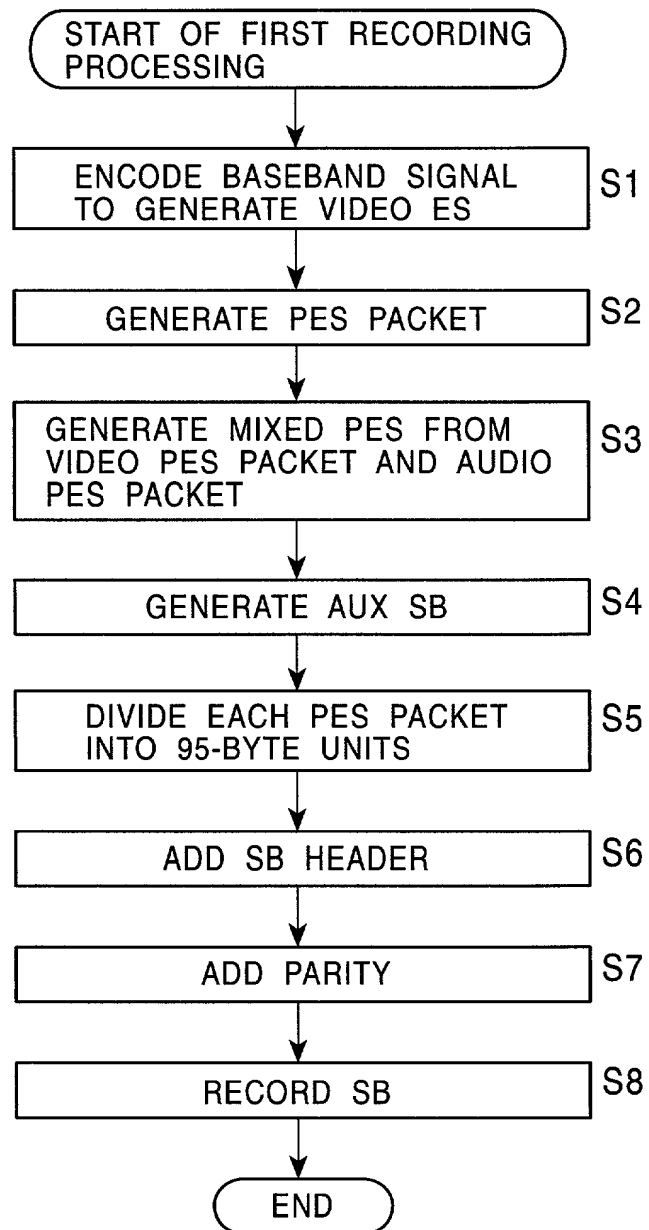 START OF FIRST RECORDING
PROCESSING
ENCODE BASEBAND SIGNAL
TO GENERATE VIDEO ES
S1
GENERATE PES PACKET
S2
GENERATE MIXED PES FROM
VIDEO PES PACKET AND AUDIO
PES PACKET
S3
GENERATE AUX SB
S4
DIVIDE EACH PES PACKET
INTO 95-BYTE UNITS
S5
ADD SB HEADER
S6
ADD PARITY
S7
RECORD SB
S8
END